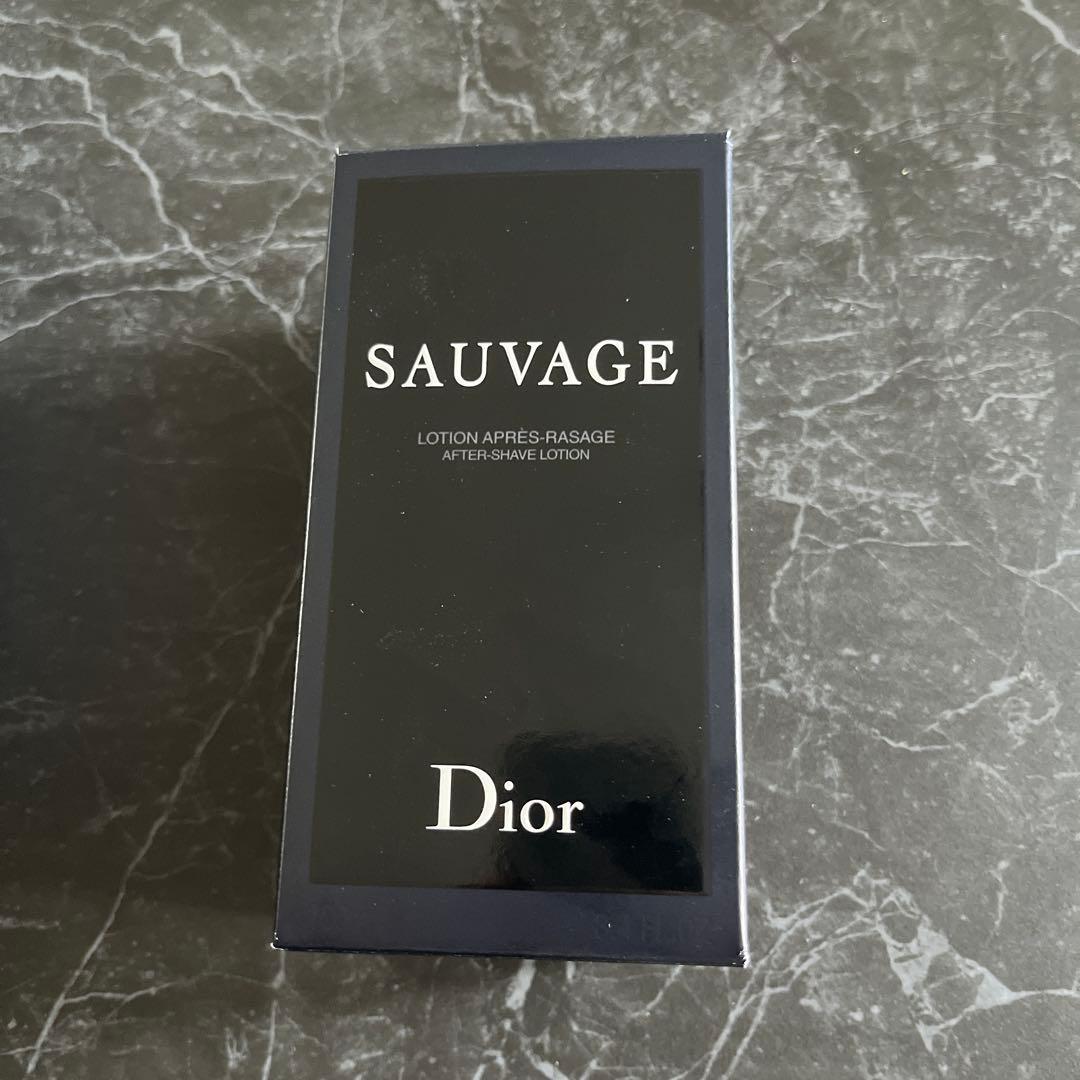 SAUVAGE
LOTION APRÈS-RASAGE
AFTER-SHAVE LOTION
Dior